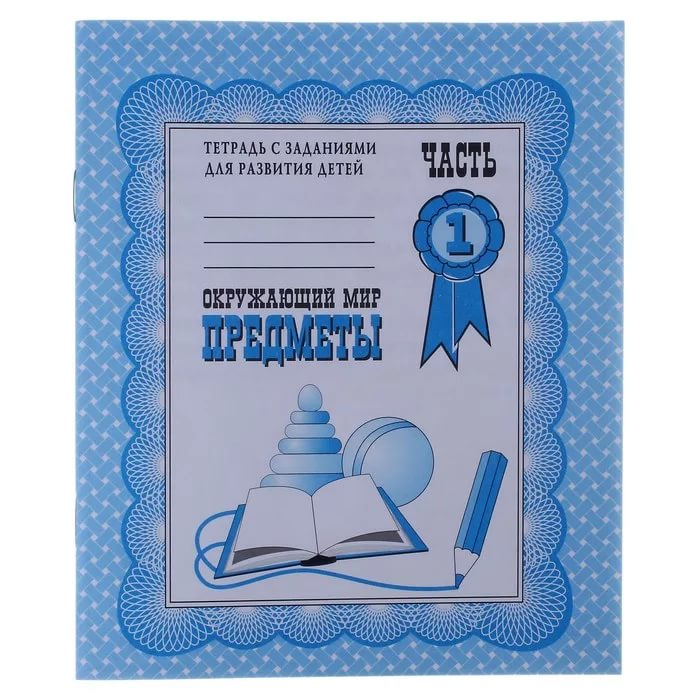 ТЕТРАДЬ С ЗАДАНИЯМИ
ДЛЯ РАЗВИТИЯ ДЕТЕЙ
ЧАСТЬ
1
ОКРУЖАЮЩИЙ МИР
ПРЕДМЕТЫ